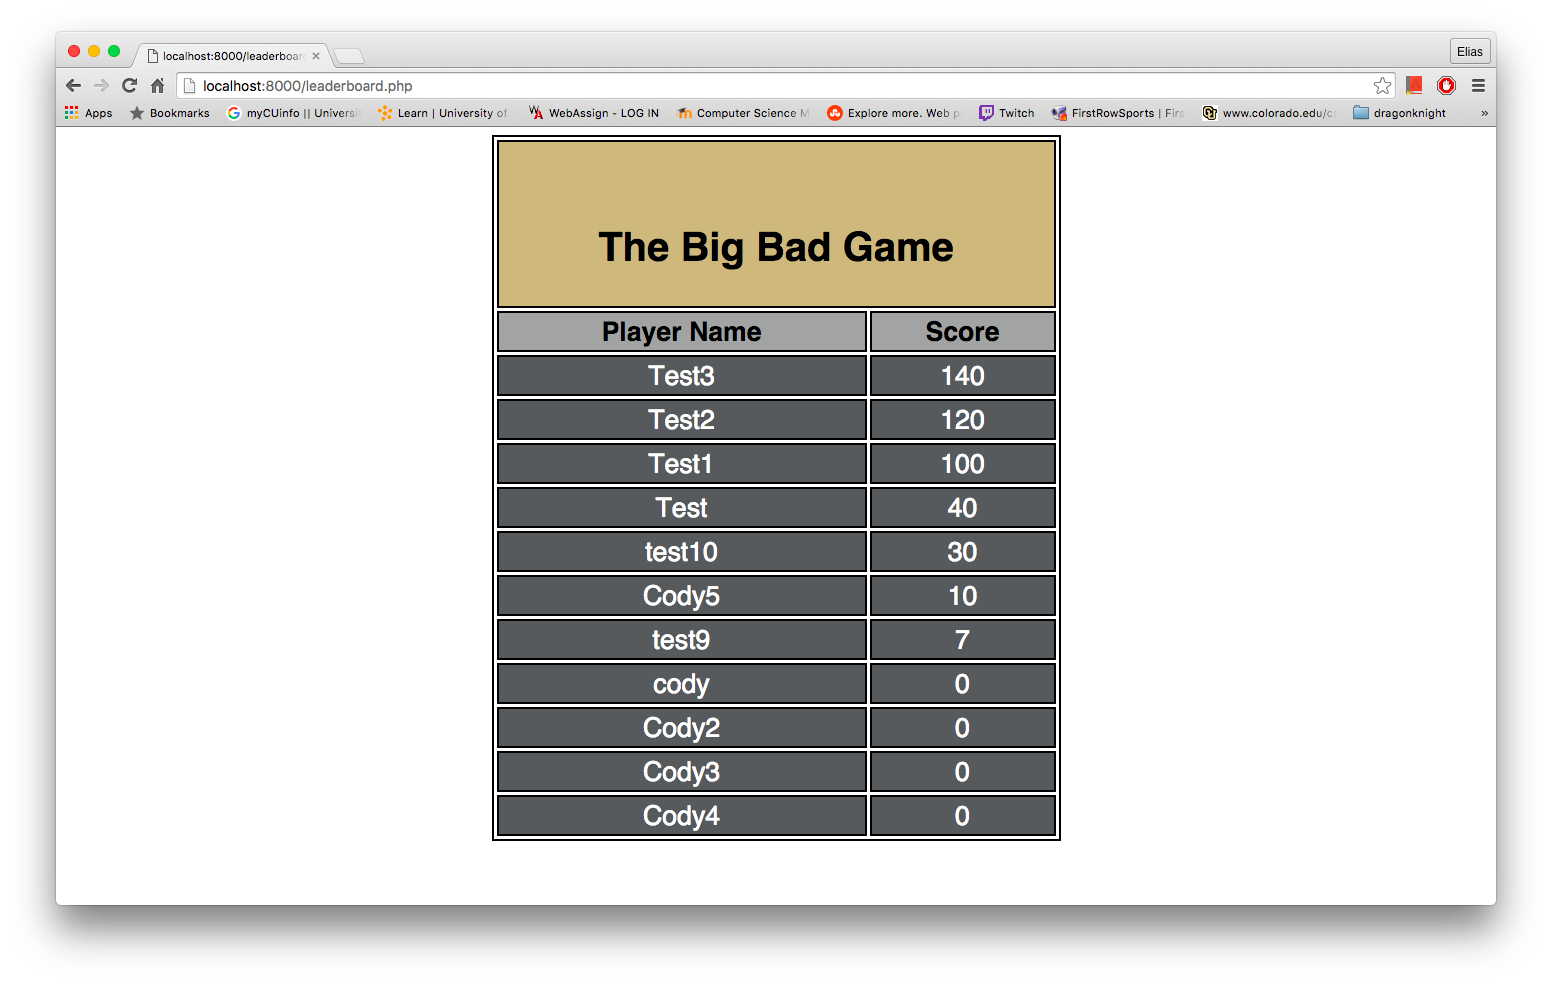 localhost:8000/leaderboar
Elias
localhost:8000/leaderboard.php
Apps Bookmarks myCUinfo || Universi Learn | University of WebAssign - LOG IN Computer Science M Explore more. Web p Twitch FirstRowSports | Firs www.colorado.edu/c dragonknight »
The Big Bad Game
Player Name Score
Test3 140
Test2 120
Test1 100
Test 40
test10 30
Cody5 10
test9 7
cody 0
Cody2 0
Cody3 0
Cody4 0